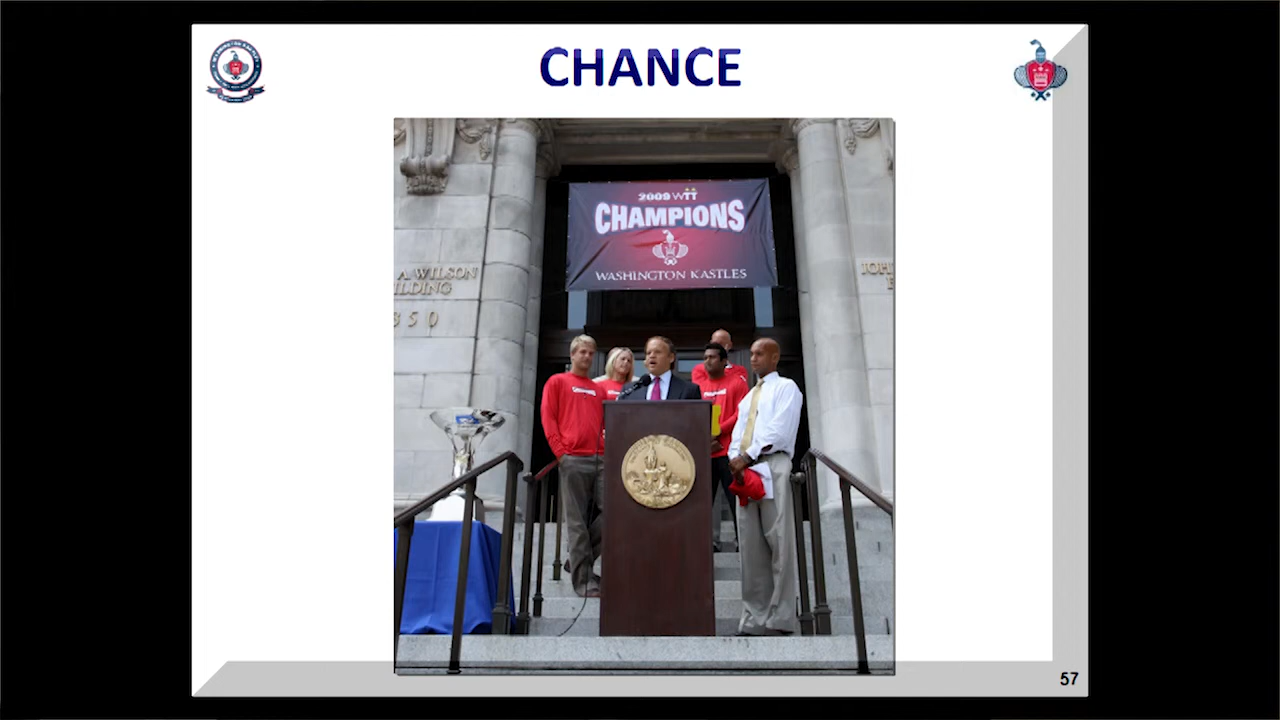 CHANCE
2009 WTT
CHAMPIONS
WASHINGTON KASTLES
A. WILSON
ILDING
350
JOH
57